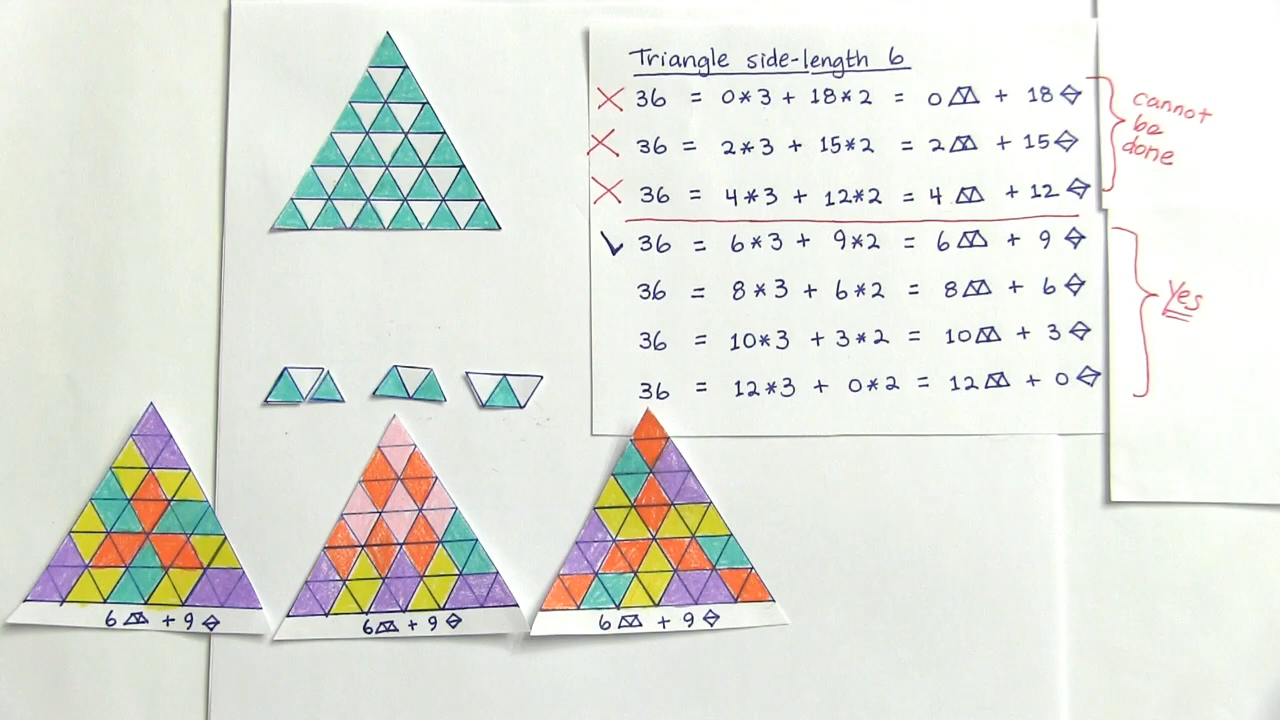 Triangle side-length 6
✗ 36 = 0*3 + 18*2 = 0 + 18
✗ 36 = 2*3 + 15*2 = 2 + 15
✗ 36 = 4*3 + 12*2 = 4 + 12
✓ 36 = 6*3 + 9*2 = 6 + 9
36 = 8*3 + 6*2 = 8 + 6
36 = 10*3 + 3*2 = 10 + 3
36 = 12*3 + 0*2 = 12 + 0
cannot
be
done
Yes
6 + 9
6 + 9
6 + 9